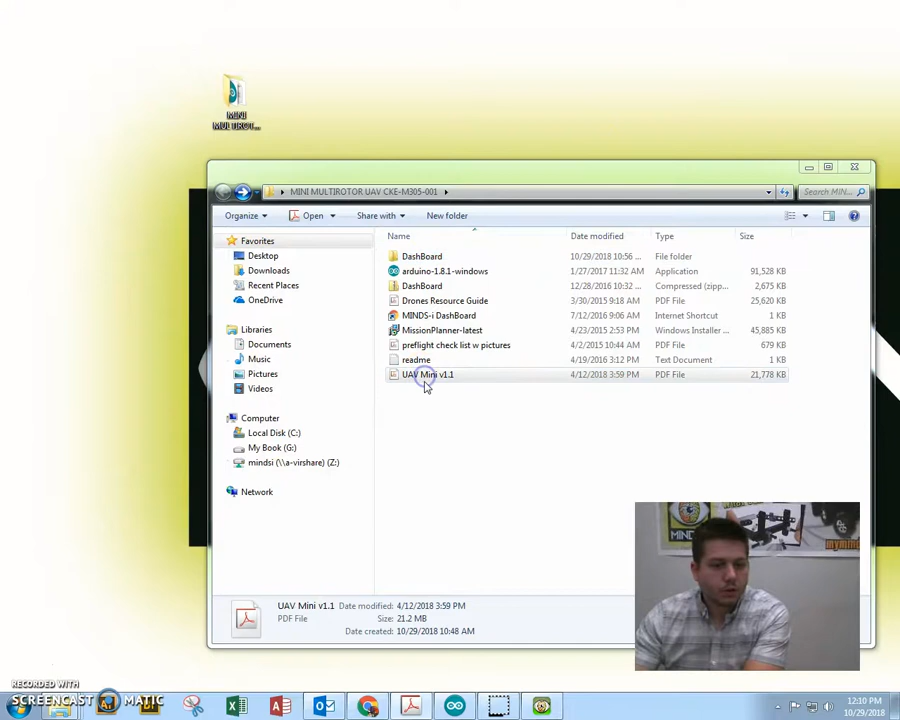 MINI
MULTIROT...
MINI MULTIROTOR UAV CKE-M305-001
Search MIN...
Organize
Open
Share with
New folder
Name
Date modified
Type
Size
Favorites
Desktop
Downloads
Recent Places
OneDrive
Libraries
Documents
Music
Pictures
Videos
Computer
Local Disk (C:)
My Book (G:)
mindsi (\\a-virshare) (Z:)
Network
DashBoard 10/29/2018 10:56 ... File folder
arduino-1.8.1-windows 1/27/2017 11:32 AM Application 91,528 KB
DashBoard 12/28/2016 10:32 ... Compressed (zipp... 2,675 KB
Drones Resource Guide 3/30/2015 9:18 AM PDF File 25,620 KB
MINDS-i DashBoard 7/12/2016 9:06 AM Internet Shortcut 1 KB
MissionPlanner-latest 4/23/2015 2:53 PM Windows Installer ... 45,885 KB
preflight check list w pictures 4/2/2015 10:44 AM PDF File 679 KB
readme 4/19/2016 3:12 PM Text Document 1 KB
UAV Mini v1.1 4/12/2018 3:59 PM PDF File 21,778 KB
UAV Mini v1.1 Date modified: 4/12/2018 3:59 PM
PDF File Size: 21.2 MB
Date created: 10/29/2018 10:48 AM
RECORDED WITH
SCREENCAST MATIC
12:10 PM
10/29/2018